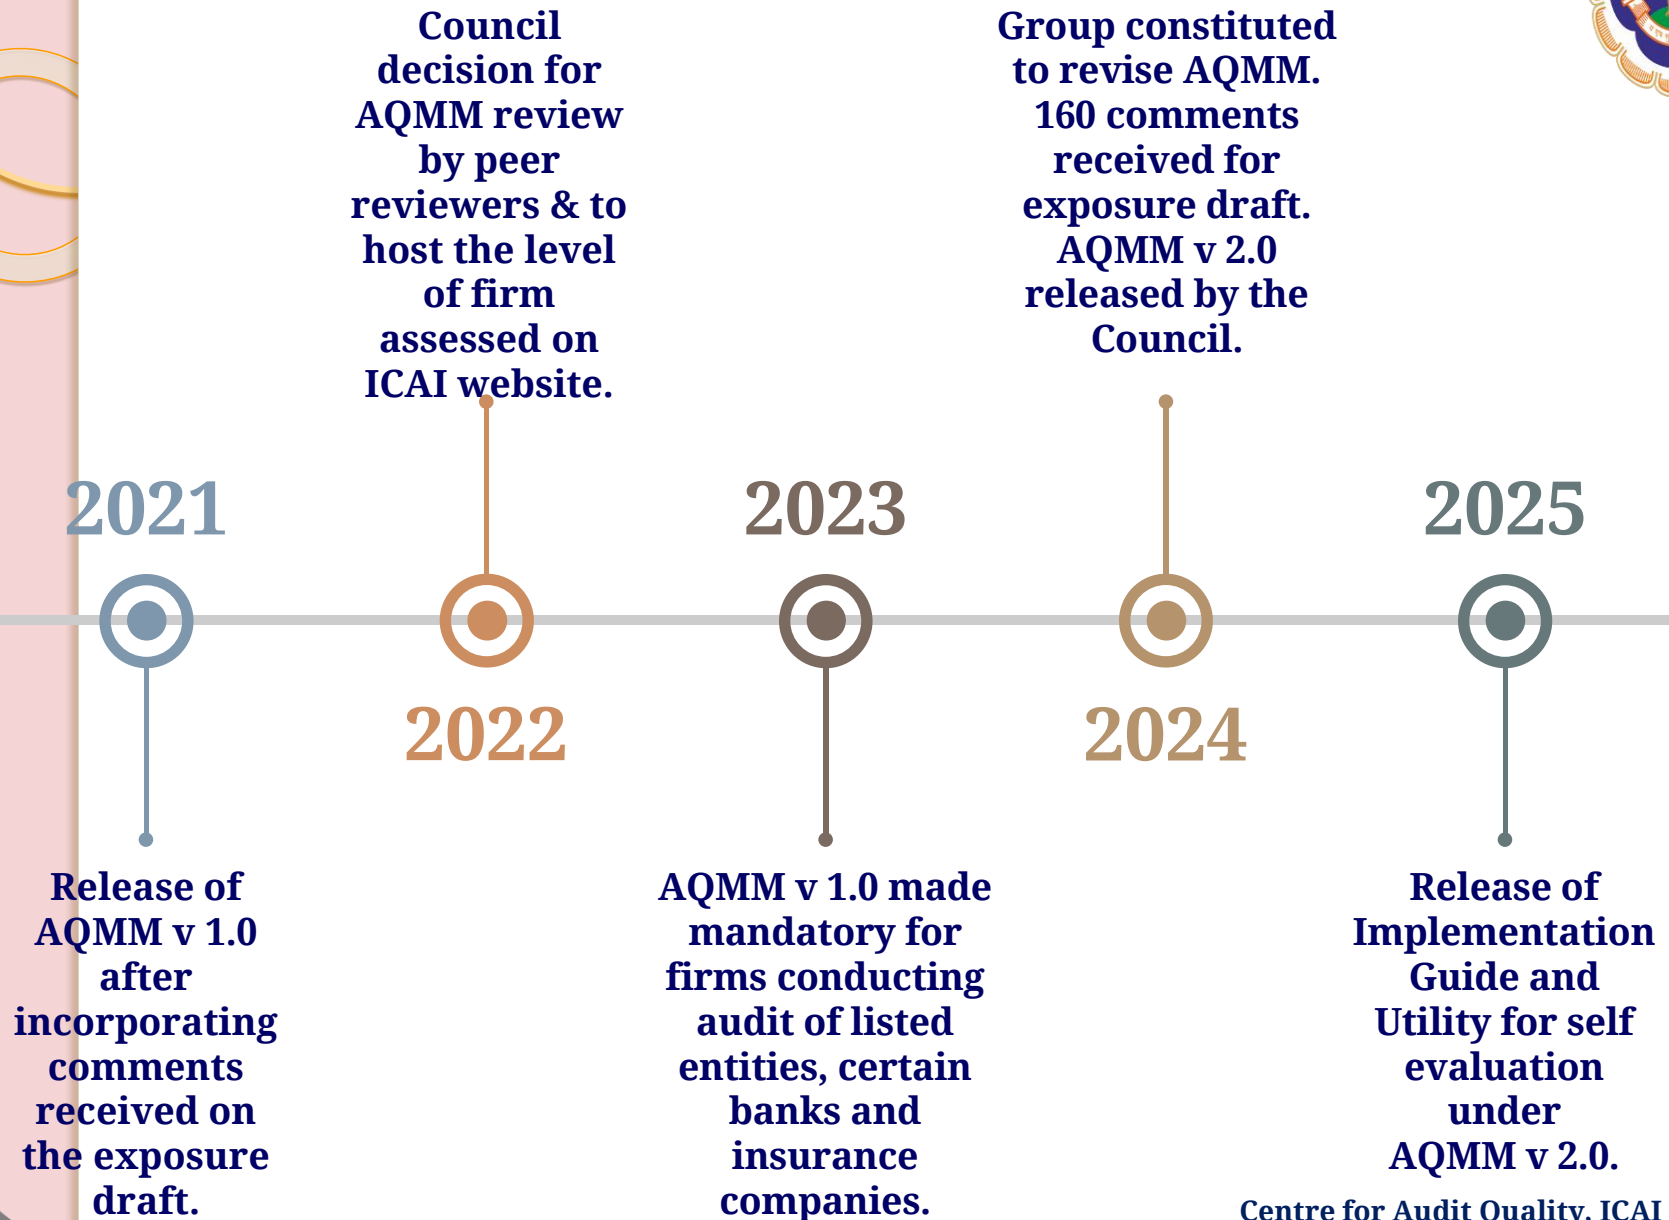 Council
decision for
AQMM review
by peer
reviewers & to
host the level
of firm
assessed on
ICAI website.
Group constituted
to revise AQMM.
160 comments
received for
exposure draft.
AQMM v 2.0
released by the
Council.
2021
2023
2025
2022
2024
Release of
AQMM v 1.0
after
incorporating
comments
received on
the exposure
draft.
AQMM v 1.0 made
mandatory for
firms conducting
audit of listed
entities, certain
banks and
insurance
companies.
Release of
Implementation
Guide and
Utility for self
evaluation
under
AQMM v 2.0.
Centre for Audit Quality, ICAI